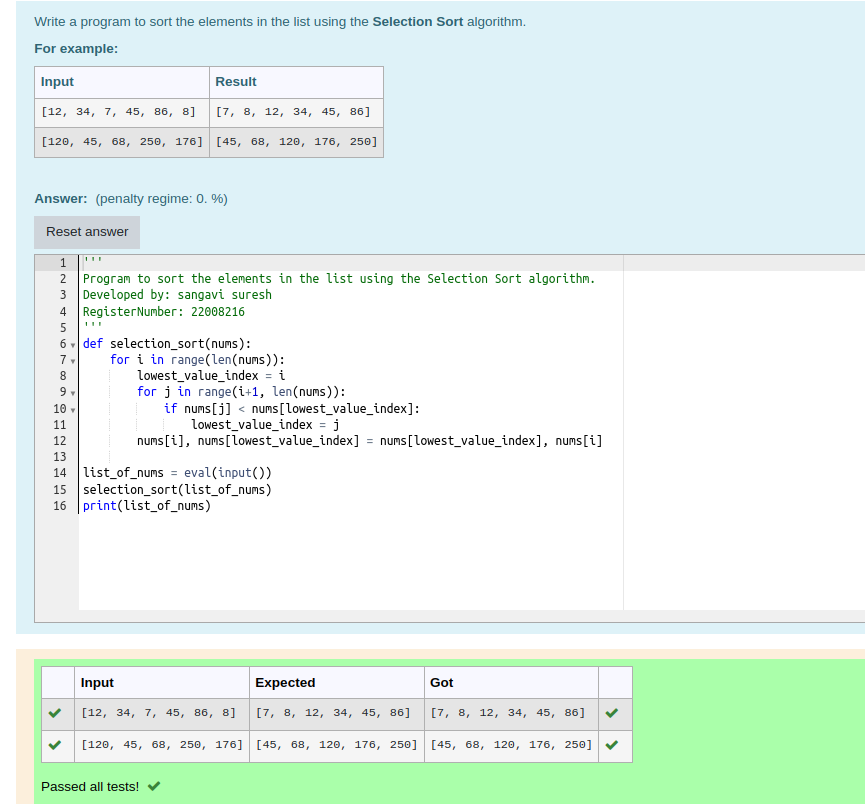 Write a program to sort the elements in the list using the Selection Sort algorithm.
For example:
Input Result
[12, 34, 7, 45, 86, 8] [7, 8, 12, 34, 45, 86]
[120, 45, 68, 250, 176] [45, 68, 120, 176, 250]
Answer: (penalty regime: 0. %)
Reset answer
1 '''
2 Program to sort the elements in the list using the Selection Sort algorithm.
3 Developed by: sangavi suresh
4 RegisterNumber: 22008216
5 '''
6 def selection_sort(nums):
7     for i in range(len(nums)):
8         lowest_value_index = i
9         for j in range(i+1, len(nums)):
10             if nums[j] < nums[lowest_value_index]:
11                 lowest_value_index = j
12         nums[i], nums[lowest_value_index] = nums[lowest_value_index], nums[i]
13
14 list_of_nums = eval(input())
15 selection_sort(list_of_nums)
16 print(list_of_nums)
Input Expected Got
[12, 34, 7, 45, 86, 8] [7, 8, 12, 34, 45, 86] [7, 8, 12, 34, 45, 86]
[120, 45, 68, 250, 176] [45, 68, 120, 176, 250] [45, 68, 120, 176, 250]
Passed all tests!